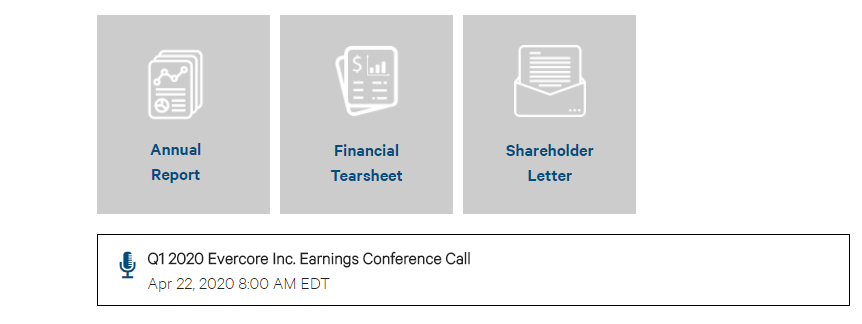 Annual
Report
Financial
Tearsheet
Shareholder
Letter
Q1 2020 Evercore Inc. Earnings Conference Call
Apr 22, 2020 8:00 AM EDT